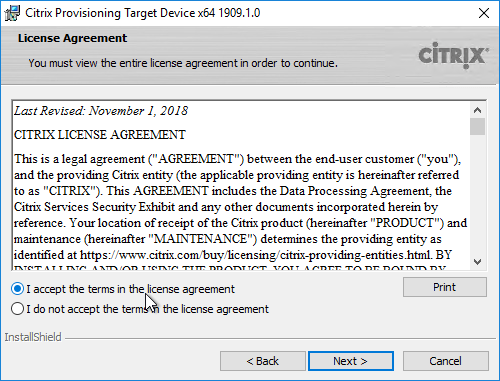 Citrix Provisioning Target Device x64 1909.1.0
License Agreement
You must view the entire license agreement in order to continue.
CİTRIX
Last Revised: November 1, 2018
CITRIX LICENSE AGREEMENT
This is a legal agreement ("AGREEMENT") between the end-user customer ("you"),
and the providing Citrix entity (the applicable providing entity is hereinafter referred
to as "CITRIX"). This AGREEMENT includes the Data Processing Agreement, the
Citrix Services Security Exhibit and any other documents incorporated herein by
reference. Your location of receipt of the Citrix product (hereinafter "PRODUCT") and
maintenance (hereinafter "MAINTENANCE") determines the providing entity as
identified at https://www.citrix.com/buy/licensing/citrix-providing-entities.html. BY
INSTALLING AND/OR USING THE PRODUCT, YOU AGREE TO BE BOUND BY
I accept the terms in the license agreement
Print
I do not accept the terms in the license agreement
InstallShield
< Back
Next >
Cancel